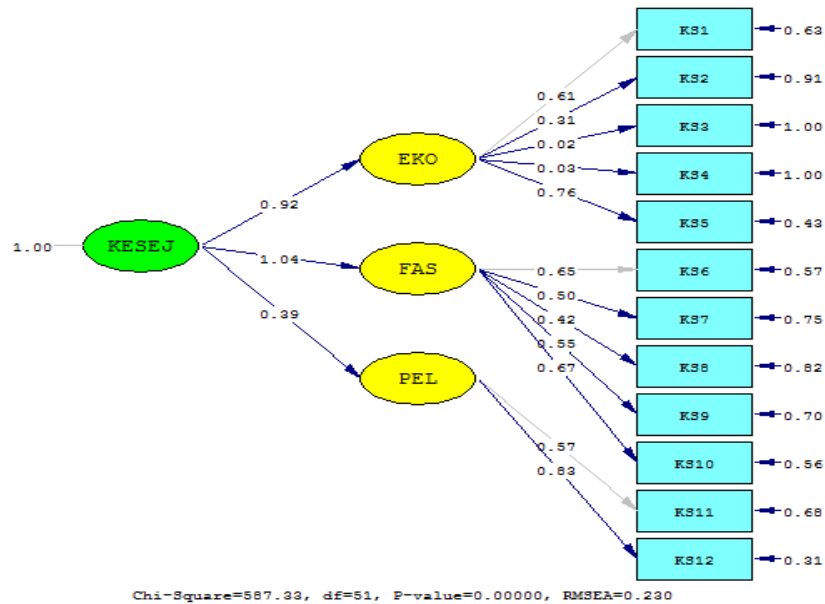 KS1
0.63
0.61
KS2
0.91
0.31
KS3
1.00
0.02
EKO
KS4
1.00
0.03
0.76
KS5
0.43
0.92
1.00
KESEJ
1.04
FAS
0.65
KS6
0.57
0.50
KS7
0.75
0.39
0.42
0.55
KS8
0.82
0.67
PEL
KS9
0.70
0.57
KS10
0.56
0.83
KS11
0.68
KS12
0.31
Chi-Square=587.33, df=51, P-value=0.00000, RMSEA=0.230